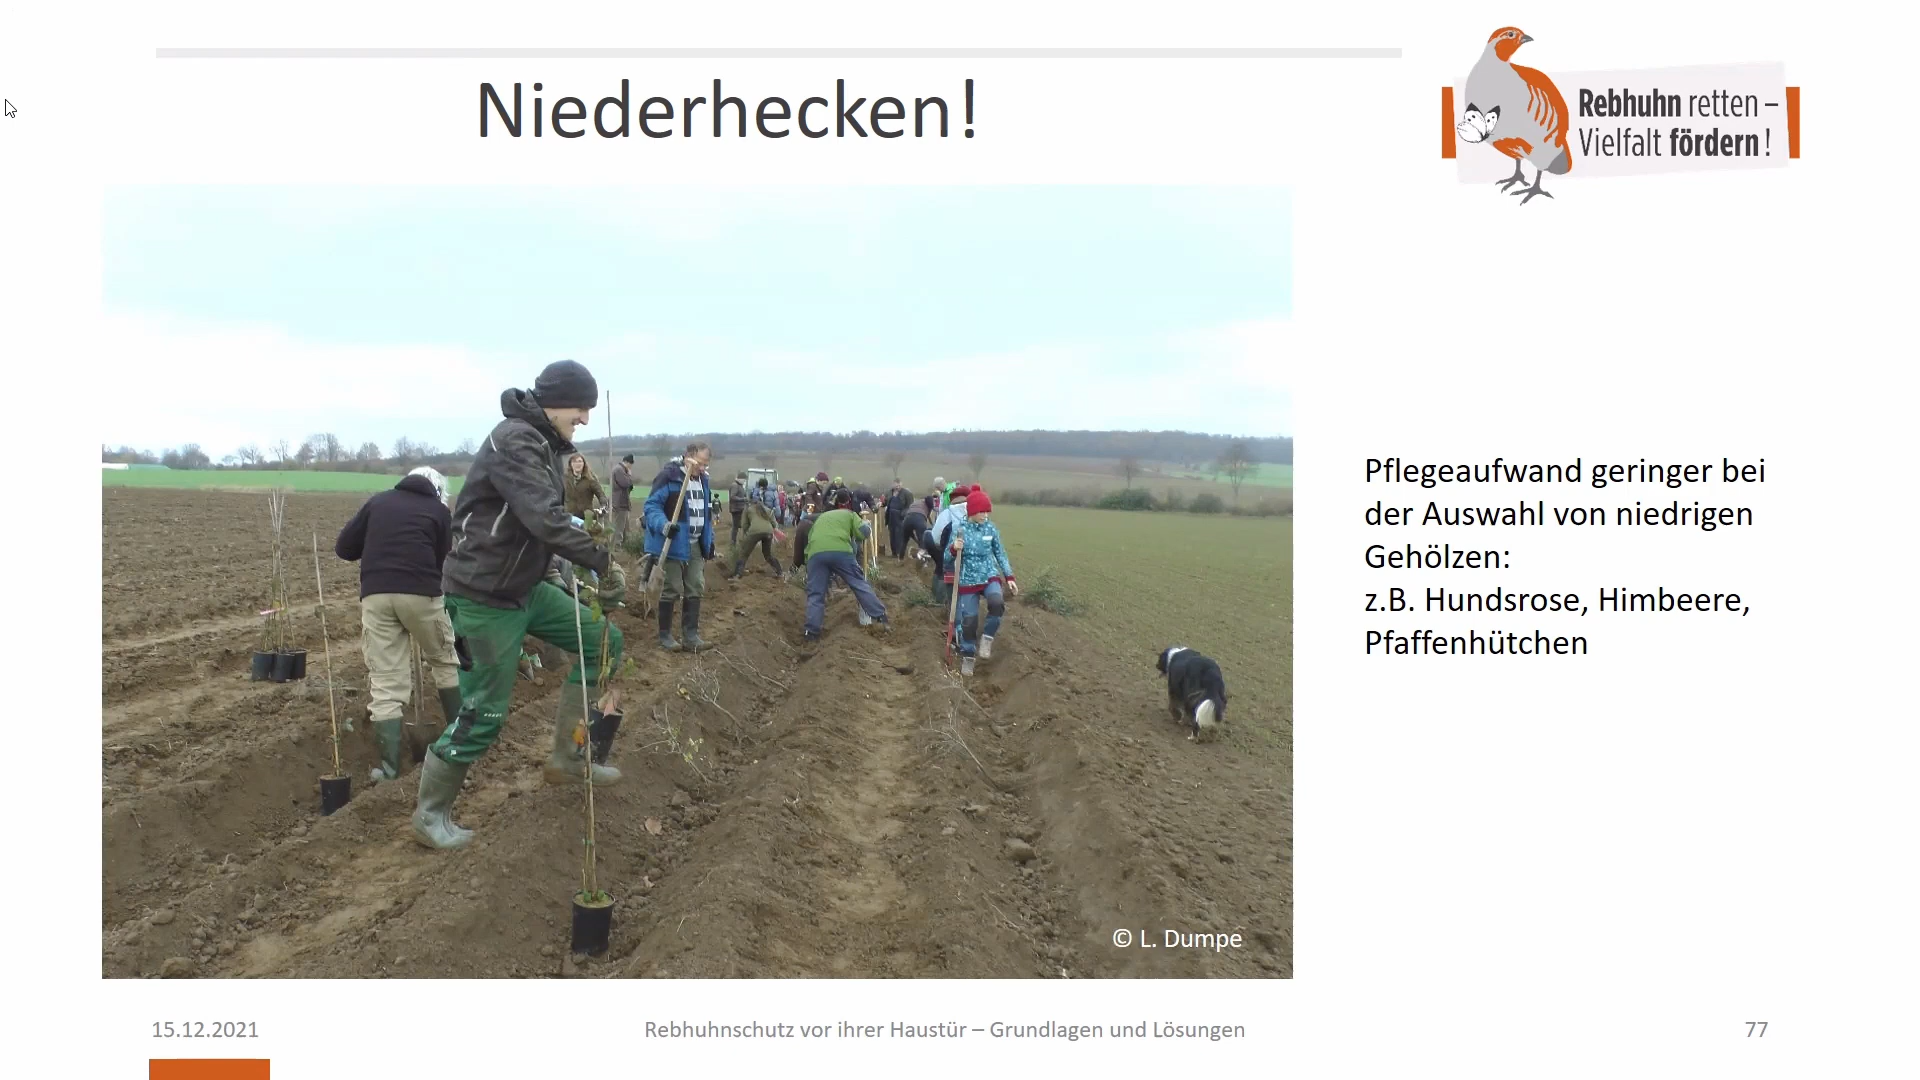 Niederhecken!
Rebhuhn retten –
Vielfalt fördern!
Pflegeaufwand geringer bei
der Auswahl von niedrigen
Gehölzen:
z.B. Hundsrose, Himbeere,
Pfaffenhütchen
© L. Dumpe
15.12.2021
Rebhuhnschutz vor ihrer Haustür – Grundlagen und Lösungen
77